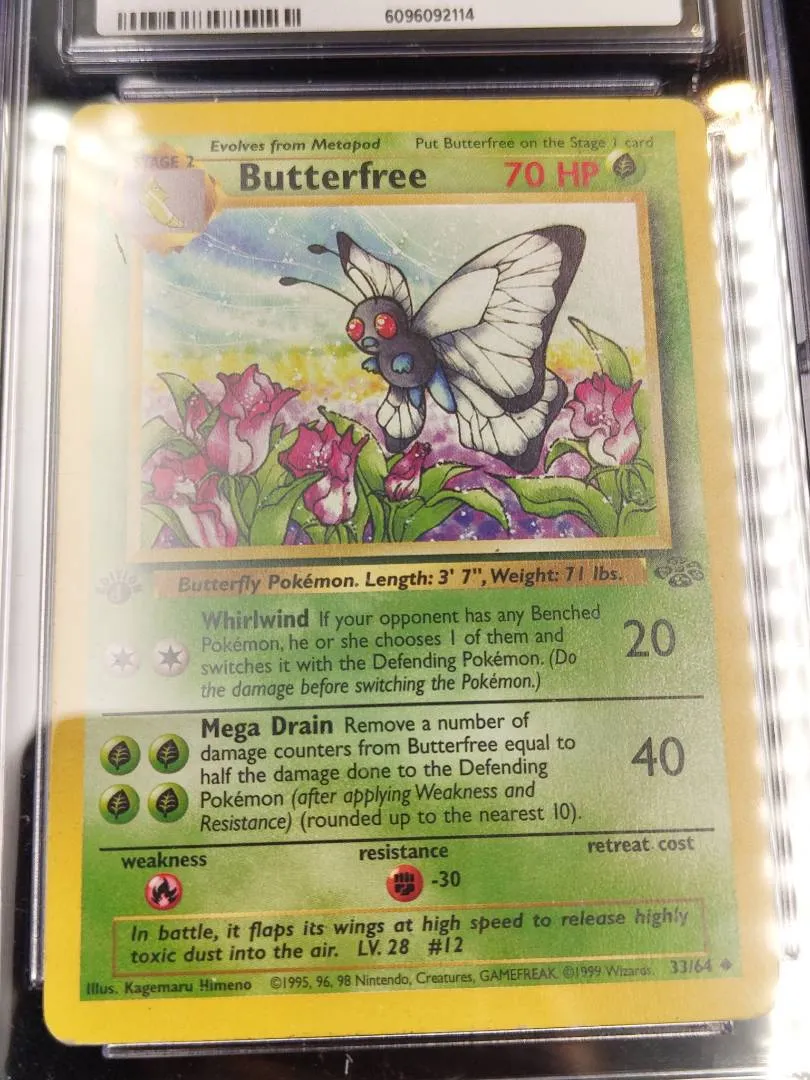 6096092114
Evolves from Metapod Put Butterfree on the Stage 1 card
STAGE 2
Butterfree 70 HP
EDITION
1
Butterfly Pokémon. Length: 3' 7", Weight: 71 lbs.
Whirlwind If your opponent has any Benched
Pokémon, he or she chooses 1 of them and
switches it with the Defending Pokémon. (Do
the damage before switching the Pokémon.)
20
Mega Drain Remove a number of
damage counters from Butterfree equal to
half the damage done to the Defending
Pokémon (after applying Weakness and
Resistance) (rounded up to the nearest 10).
40
weakness resistance retreat cost
-30
In battle, it flaps its wings at high speed to release highly
toxic dust into the air. LV. 28 #12
Illus. Kagemaru Himeno ©1995, 96, 98 Nintendo, Creatures, GAMEFREAK. ©1999 Wizards. 33/64